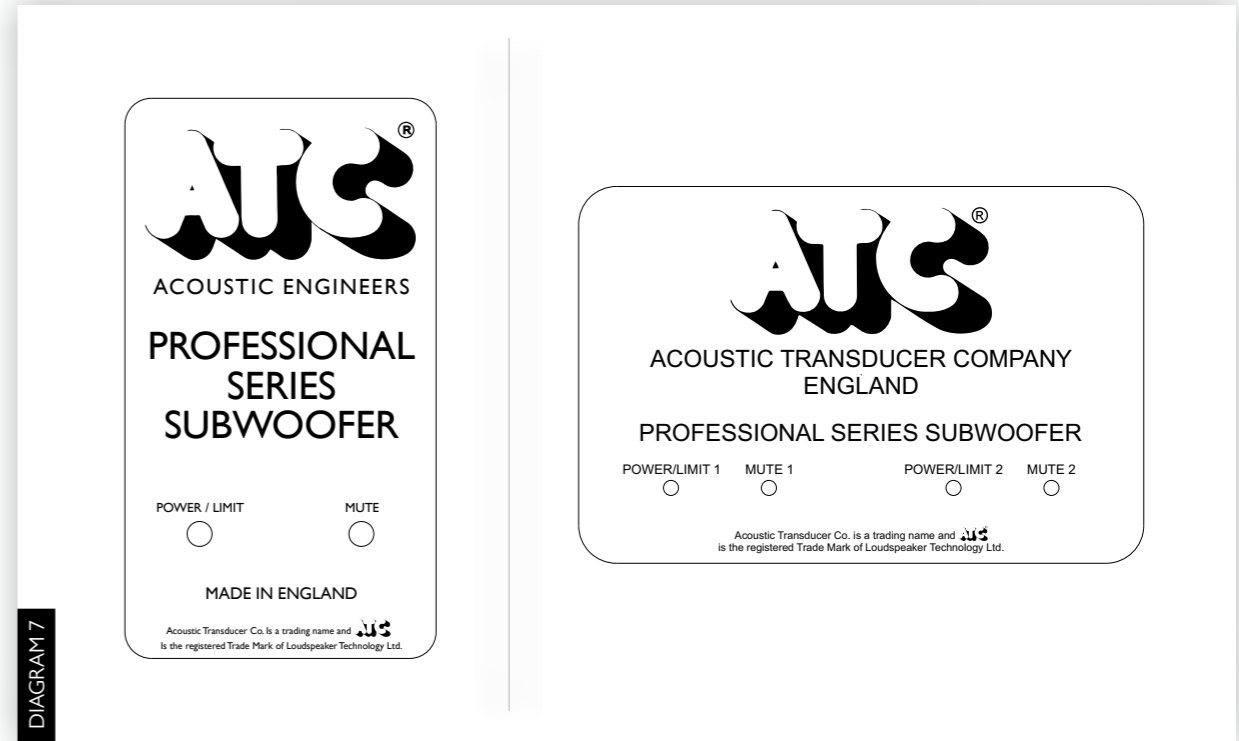 ATC®
ACOUSTIC ENGINEERS
PROFESSIONAL
SERIES
SUBWOOFER
POWER / LIMIT MUTE
MADE IN ENGLAND
Acoustic Transducer Co. Is a trading name and ATC
Is the registered Trade Mark of Loudspeaker Technology Ltd.
ATC®
ACOUSTIC TRANSDUCER COMPANY
ENGLAND
PROFESSIONAL SERIES SUBWOOFER
POWER/LIMIT 1 MUTE 1 POWER/LIMIT 2 MUTE 2
Acoustic Transducer Co. is a trading name and ATC
is the registered Trade Mark of Loudspeaker Technology Ltd.
DIAGRAM 7